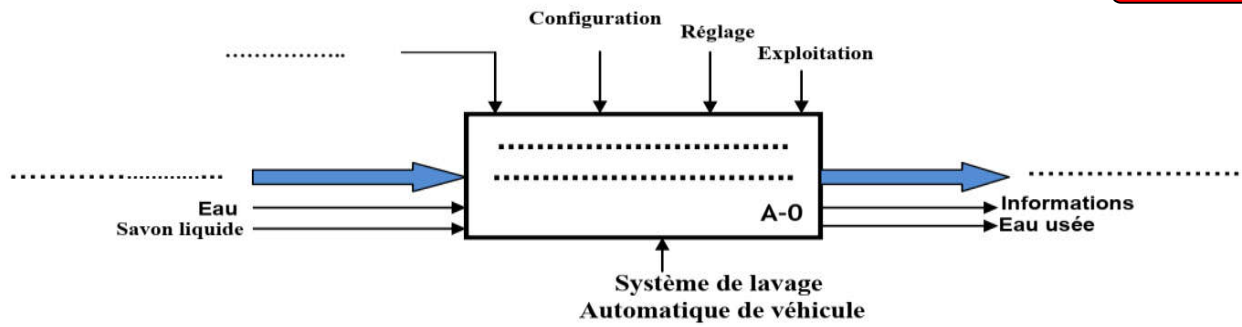 Configuration
Réglage
................
Exploitation
................................
................................
................................
................................
Eau
Savon liquide
A-0
Informations
Eau usée
Système de lavage
Automatique de véhicule